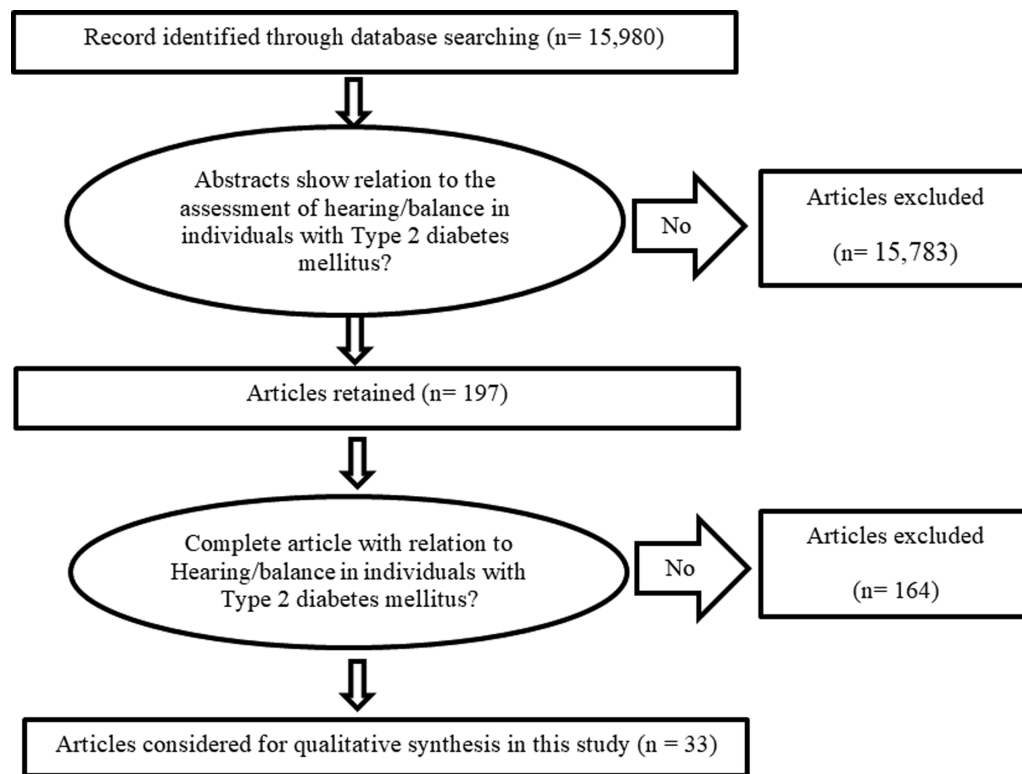 Record identified through database searching (n= 15,980)
Abstracts show relation to the
assessment of hearing/balance in
individuals with Type 2 diabetes
mellitus?
No
Articles excluded
(n= 15,783)
Articles retained (n= 197)
Complete article with relation to
Hearing/balance in individuals with
Type 2 diabetes mellitus?
No
Articles excluded
(n= 164)
Articles considered for qualitative synthesis in this study (n = 33)